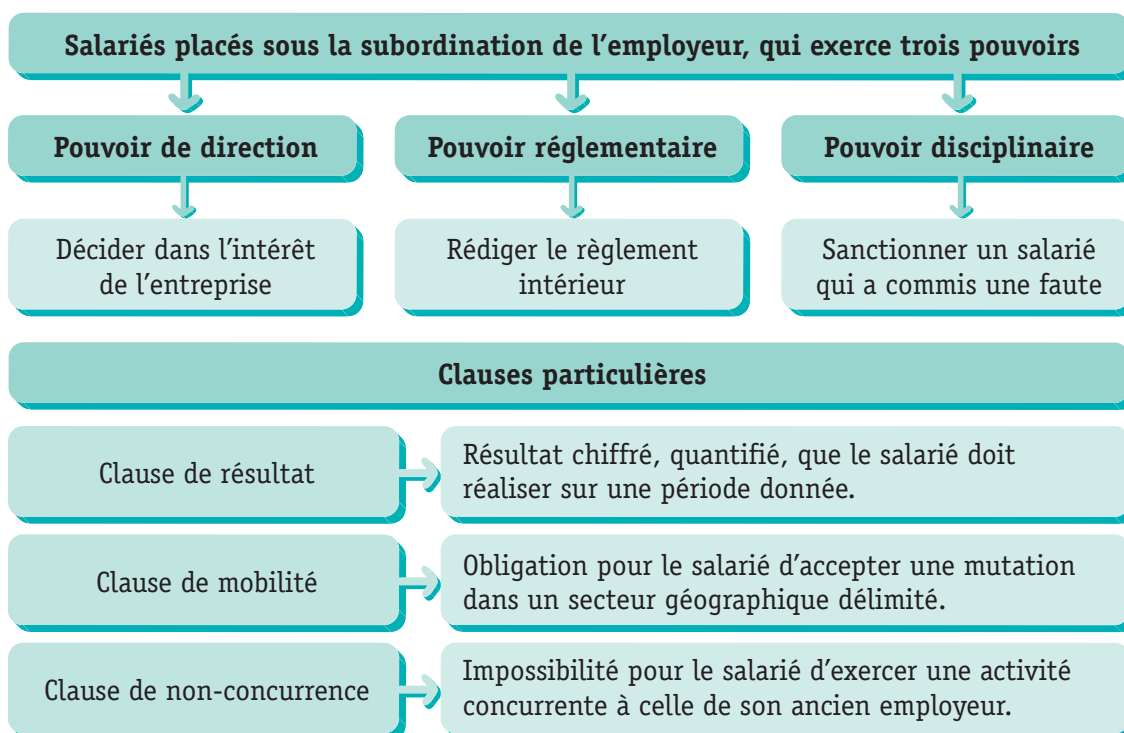 Salariés placés sous la subordination de l’employeur, qui exerce trois pouvoirs
Pouvoir de direction
Décider dans l’intérêt
de l’entreprise
Pouvoir réglementaire
Rédiger le règlement
intérieur
Pouvoir disciplinaire
Sanctionner un salarié
qui a commis une faute
Clauses particulières
Clause de résultat
Résultat chiffré, quantifié, que le salarié doit
réaliser sur une période donnée.
Clause de mobilité
Obligation pour le salarié d’accepter une mutation
dans un secteur géographique délimité.
Clause de non-concurrence
Impossibilité pour le salarié d’exercer une activité
concurrente à celle de son ancien employeur.